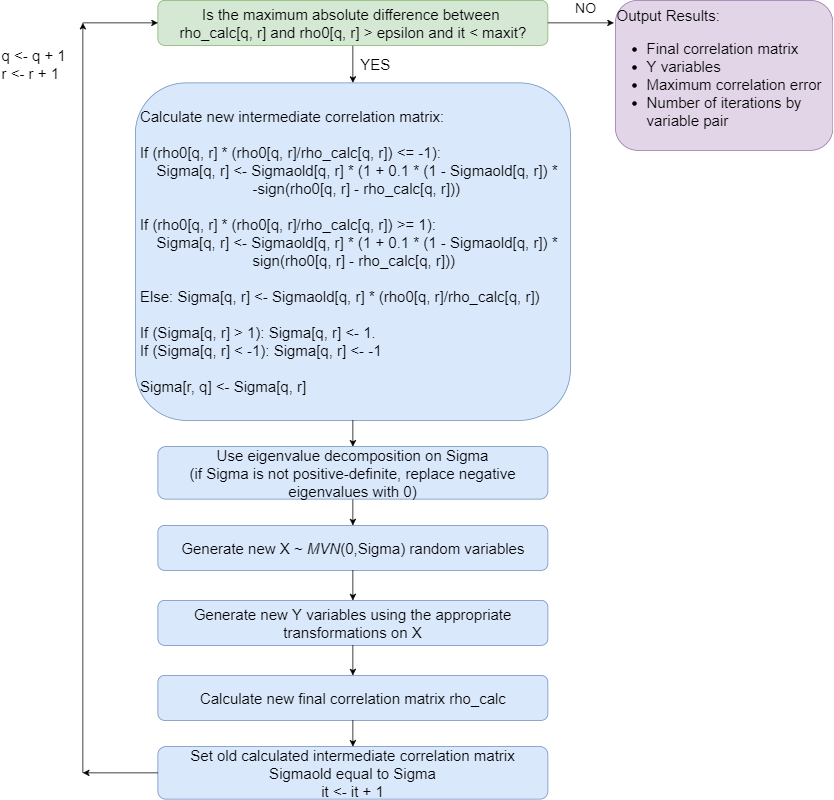 Is the maximum absolute difference between
rho_calc[q, r] and rho0[q, r] > epsilon and it < maxit?
NO
Output Results:
• Final correlation matrix
• Y variables
• Maximum correlation error
• Number of iterations by
variable pair
q <- q + 1
r <- r + 1
YES
Calculate new intermediate correlation matrix:
If (rho0[q, r] * (rho0[q, r]/rho_calc[q, r]) <= -1):
Sigma[q, r] <- Sigmaold[q, r] * (1 + 0.1 * (1 - Sigmaold[q, r]) *
-sign(rho0[q, r] - rho_calc[q, r]))
If (rho0[q, r] * (rho0[q, r]/rho_calc[q, r]) >= 1):
Sigma[q, r] <- Sigmaold[q, r] * (1 + 0.1 * (1 - Sigmaold[q, r]) *
sign(rho0[q, r] - rho_calc[q, r]))
Else: Sigma[q, r] <- Sigmaold[q, r] * (rho0[q, r]/rho_calc[q, r])
If (Sigma[q, r] > 1): Sigma[q, r] <- 1.
If (Sigma[q, r] < -1): Sigma[q, r] <- -1
Sigma[r, q] <- Sigma[q, r]
Use eigenvalue decomposition on Sigma
(if Sigma is not positive-definite, replace negative
eigenvalues with 0)
Generate new X ~ MVN(0,Sigma) random variables
Generate new Y variables using the appropriate
transformations on X
Calculate new final correlation matrix rho_calc
Set old calculated intermediate correlation matrix
Sigmaold equal to Sigma
it <- it + 1